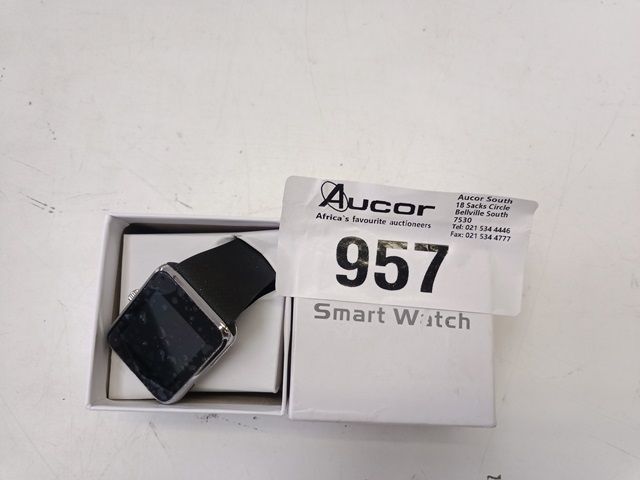 Aucor
Africa's favourite auctioneers
Aucor South
18 Sacks Circle
Bellville South
7530
Tel: 021 534 4446
Fax: 021 534 4777
957
Smart Watch